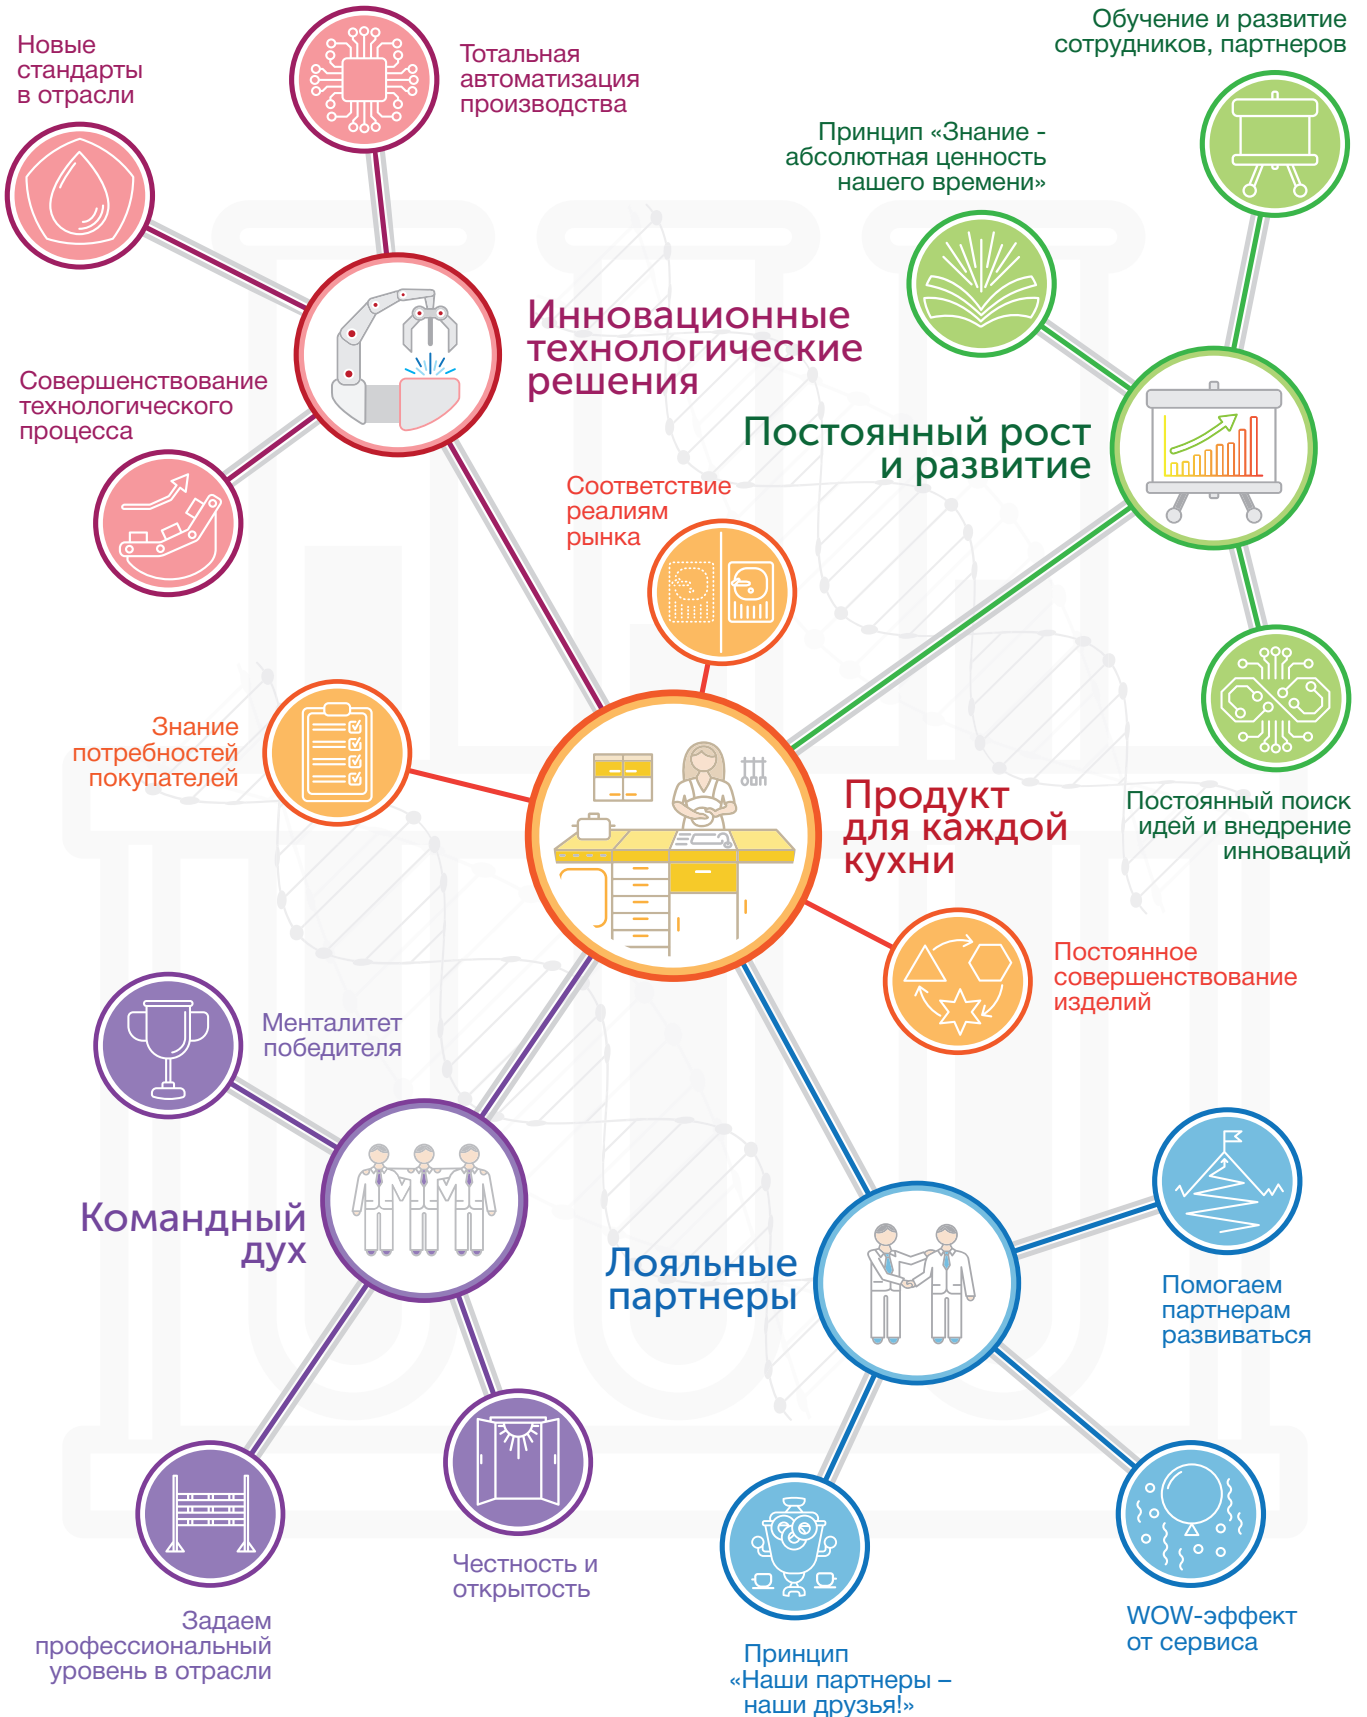 Новые
стандарты
в отрасли
Тотальная
автоматизация
производства
Обучение и развитие
сотрудников, партнеров
Принцип «Знание -
абсолютная ценность
нашего времени»
Инновационные
технологические
решения
Совершенствование
технологического
процесса
Постоянный рост
и развитие
Соответствие
реалиям
рынка
Знание
потребностей
покупателей
Продукт
для каждой
кухни
Постоянный поиск
идей и внедрение
инноваций
Постоянное
совершенствование
изделий
Менталитет
победителя
Командный
дух
Лояльные
партнеры
Помогаем
партнерам
развиваться
Честность и
открытость
Задаем
профессиональный
уровень в отрасли
WOW-эффект
от сервиса
Принцип
«Наши партнеры –
наши друзья!»